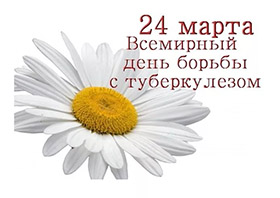 24 марта
Всемирный
день борьбы
с туберкулезом